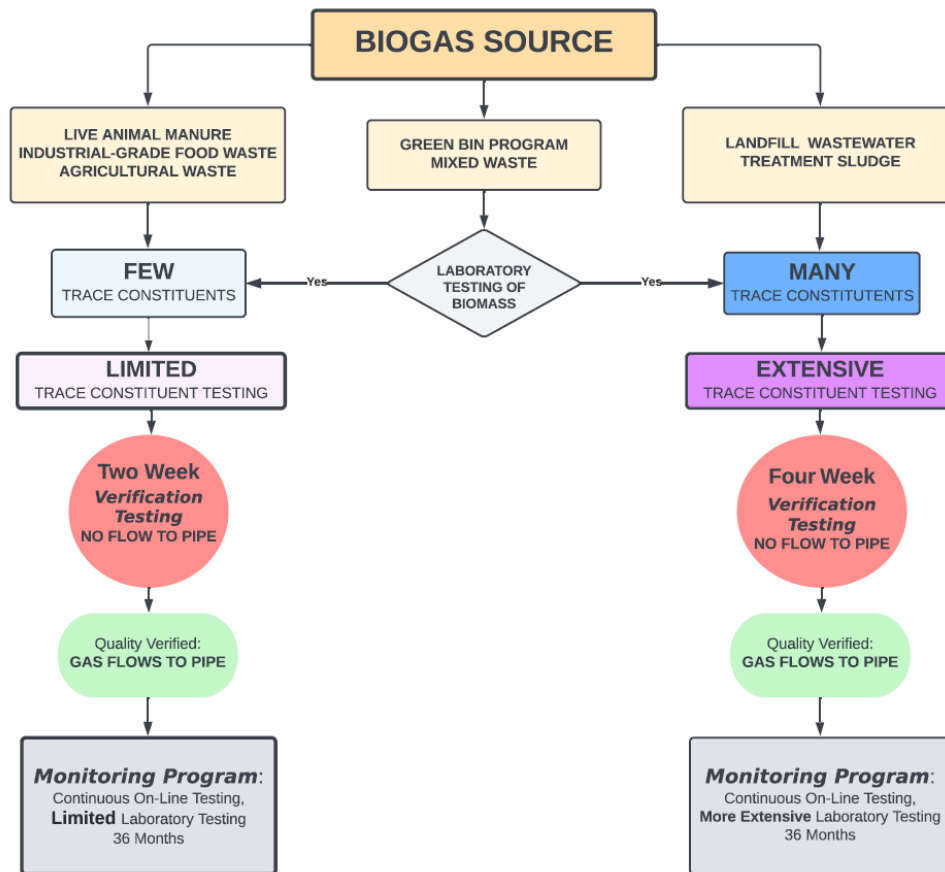 BIOGAS SOURCE
LIVE ANIMAL MANURE
INDUSTRIAL-GRADE FOOD WASTE
AGRICULTURAL WASTE
GREEN BIN PROGRAM
MIXED WASTE
LANDFILL WASTEWATER
TREATMENT SLUDGE
FEW
TRACE CONSTITUENTS
Yes
LABORATORY
TESTING OF
BIOMASS
Yes
MANY
TRACE CONSTITUTENTS
LIMITED
TRACE CONSTITUENT TESTING
EXTENSIVE
TRACE CONSTITUENT TESTING
Two Week
Verification
Testing
NO FLOW TO PIPE
Four Week
Verification
Testing
NO FLOW TO PIPE
Quality Verified:
GAS FLOWS TO PIPE
Quality Verified:
GAS FLOWS TO PIPE
Monitoring Program:
Continuous On-Line Testing,
Limited Laboratory Testing
36 Months
Monitoring Program:
Continuous On-Line Testing,
More Extensive Laboratory Testing
36 Months